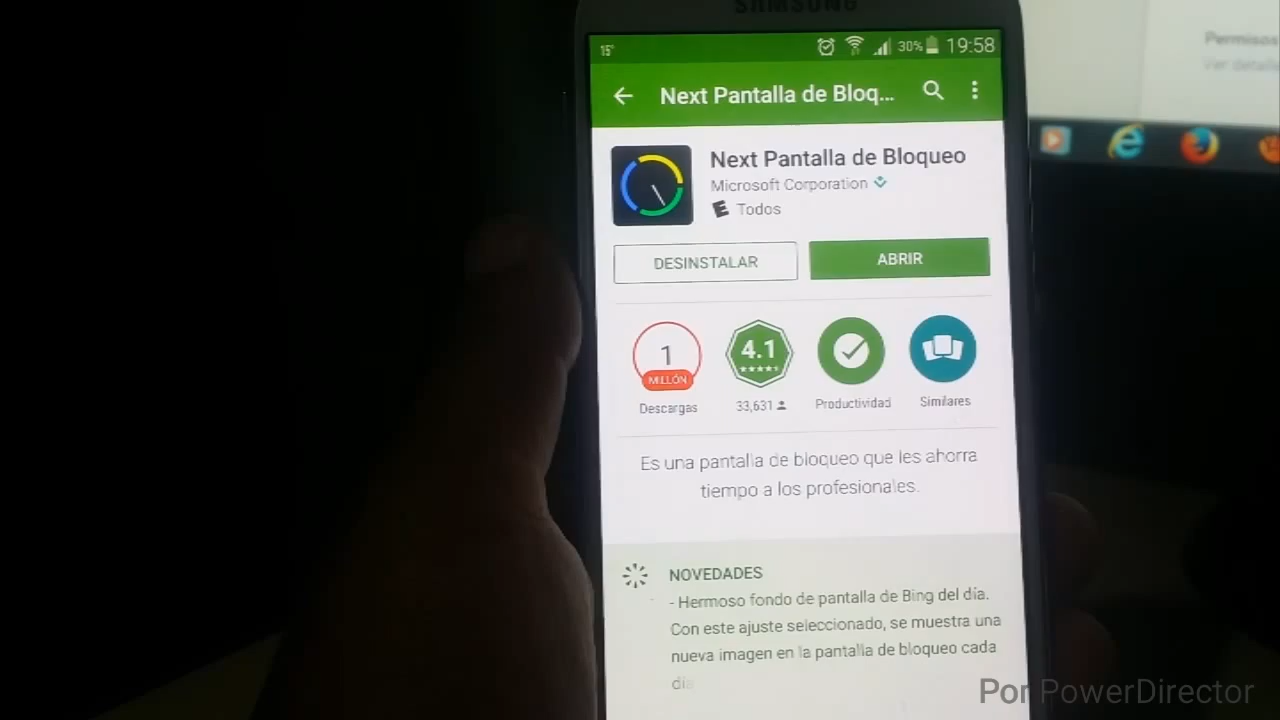 SAMSUNG
15°
30%
19:58
Next Pantalla de Bloq...
Next Pantalla de Bloqueo
Microsoft Corporation
E Todos
DESINSTALAR
ABRIR
1
MILLÓN
Descargas
4.1
33,631
Productividad
Similares
Es una pantalla de bloqueo que les ahorra
tiempo a los profesionales.
NOVEDADES
- Hermoso fondo de pantalla de Bing del día.
Con este ajuste seleccionado, se muestra una
nueva imagen en la pantalla de bloqueo cada
día
Permisos
Ver detalle
Por PowerDirector